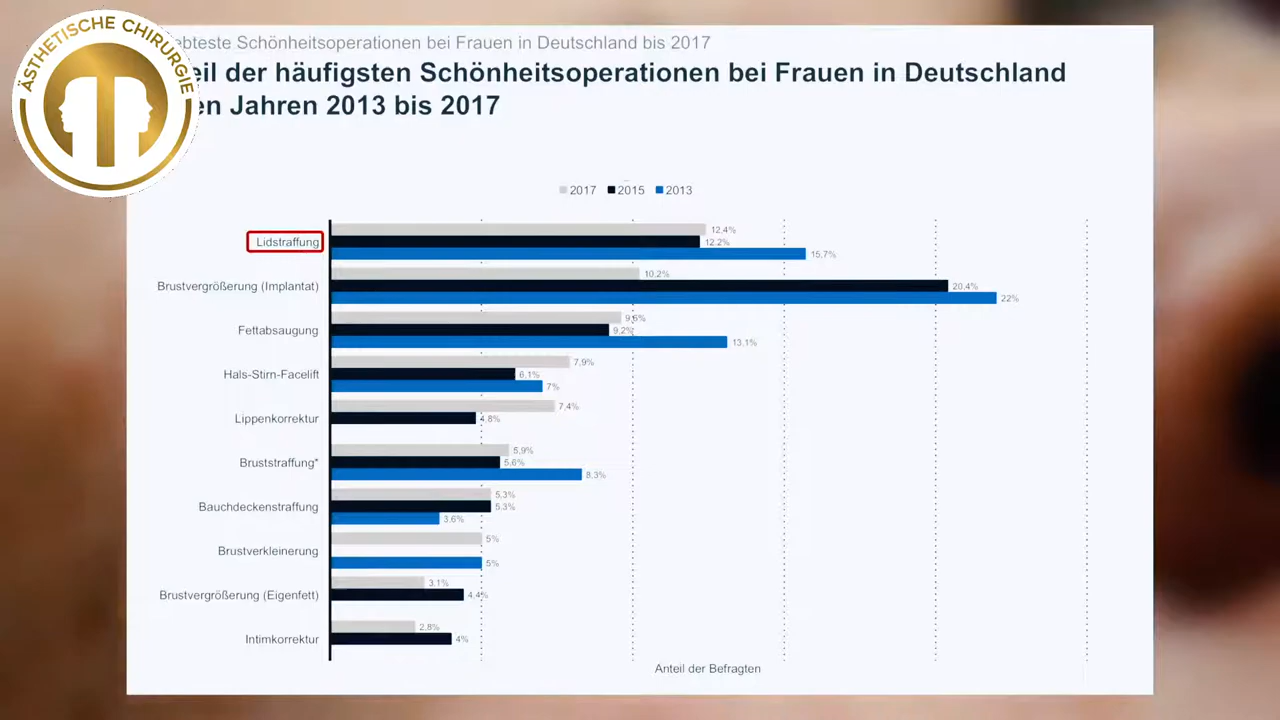 ÄSTHETISCHE CHIRURGIE
ebteste Schönheitsoperationen bei Frauen in Deutschland bis 2017
eil der häufigsten Schönheitsoperationen bei Frauen in Deutschland
en Jahren 2013 bis 2017
2017 2015 2013
Lidstraffung
12,4%
12,2%
15,7%
Brustvergrößerung (Implantat)
10,2%
20,4%
22%
Fettabsaugung
9,6%
9,2%
13,1%
Hals-Stirn-Facelift
7,9%
6,1%
7%
Lippenkorrektur
7,4%
4,8%
Bruststraffung*
5,9%
5,6%
8,3%
Bauchdeckenstraffung
5,3%
5,3%
3,6%
Brustverkleinerung
5%
5%
Brustvergrößerung (Eigenfett)
3,1%
4,4%
Intimkorrektur
2,8%
4%
Anteil der Befragten